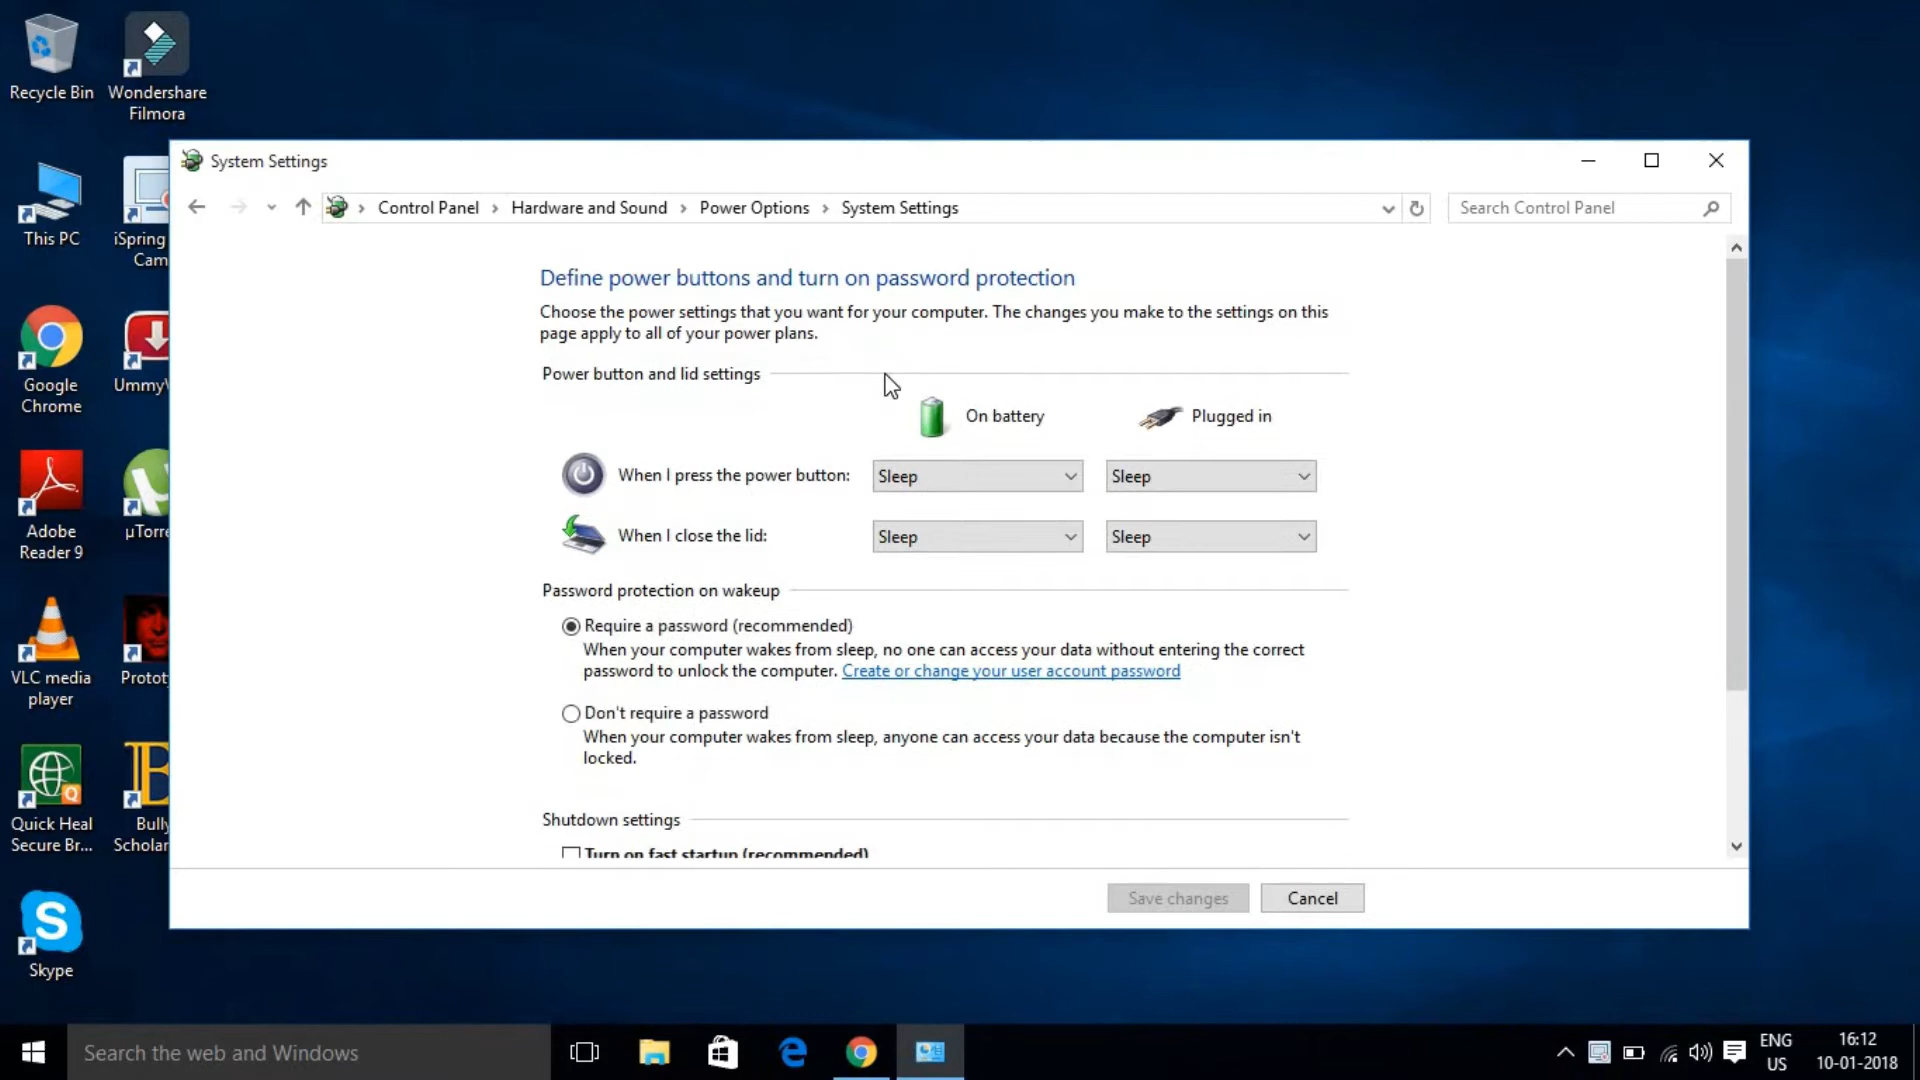 Recycle Bin
Wondershare
Filmora
This PC
iSpring
Cam
Google
Chrome
UmmyV
Adobe
Reader 9
µTorre
VLC media
player
Prototy
Quick Heal
Secure Br...
Bully
Scholar
Skype
System Settings
Control Panel > Hardware and Sound > Power Options > System Settings
Search Control Panel
Define power buttons and turn on password protection
Choose the power settings that you want for your computer. The changes you make to the settings on this
page apply to all of your power plans.
Power button and lid settings
On battery
Plugged in
When I press the power button:
Sleep
Sleep
When I close the lid:
Sleep
Sleep
Password protection on wakeup
Require a password (recommended)
When your computer wakes from sleep, no one can access your data without entering the correct
password to unlock the computer. Create or change your user account password
Don't require a password
When your computer wakes from sleep, anyone can access your data because the computer isn't
locked.
Shutdown settings
Turn on fast startup (recommended)
Save changes
Cancel
Search the web and Windows
ENG
US
16:12
10-01-2018